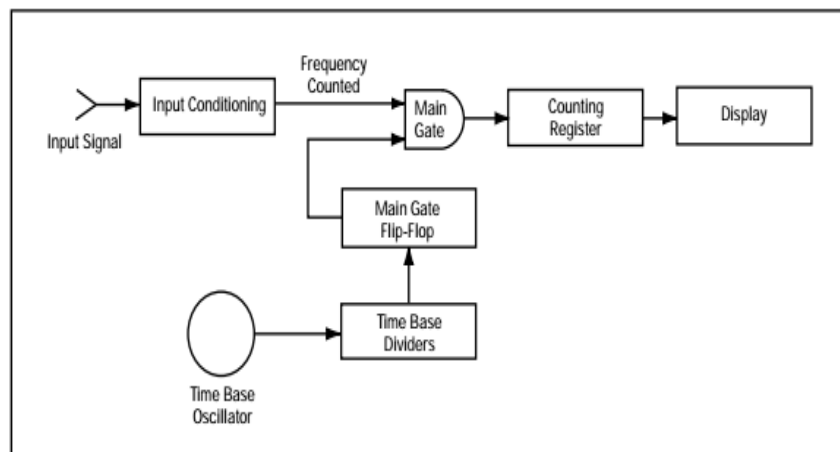 Frequency
Counted
Input Conditioning
Input Signal
Main
Gate
Counting
Register
Display
Main Gate
Flip-Flop
Time Base
Dividers
Time Base
Oscillator